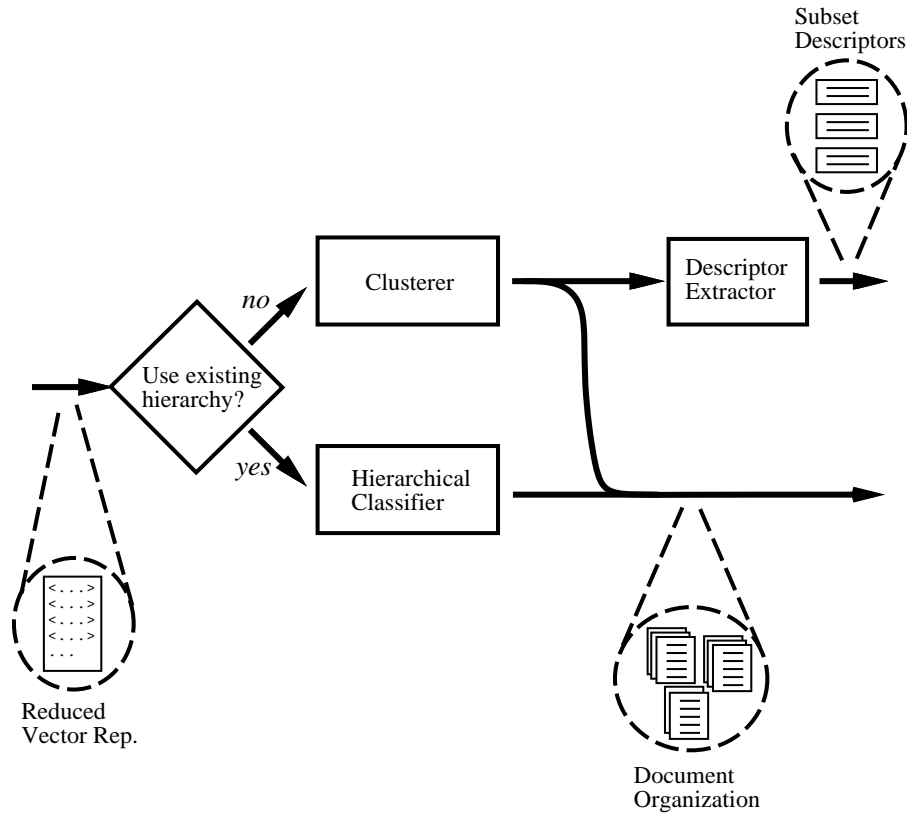 Subset
Descriptors
no
Clusterer
Descriptor
Extractor
Use existing
hierarchy?
yes
Hierarchical
Classifier
<...>
<...>
<...>
<...>
...
Reduced
Vector Rep.
Document
Organization